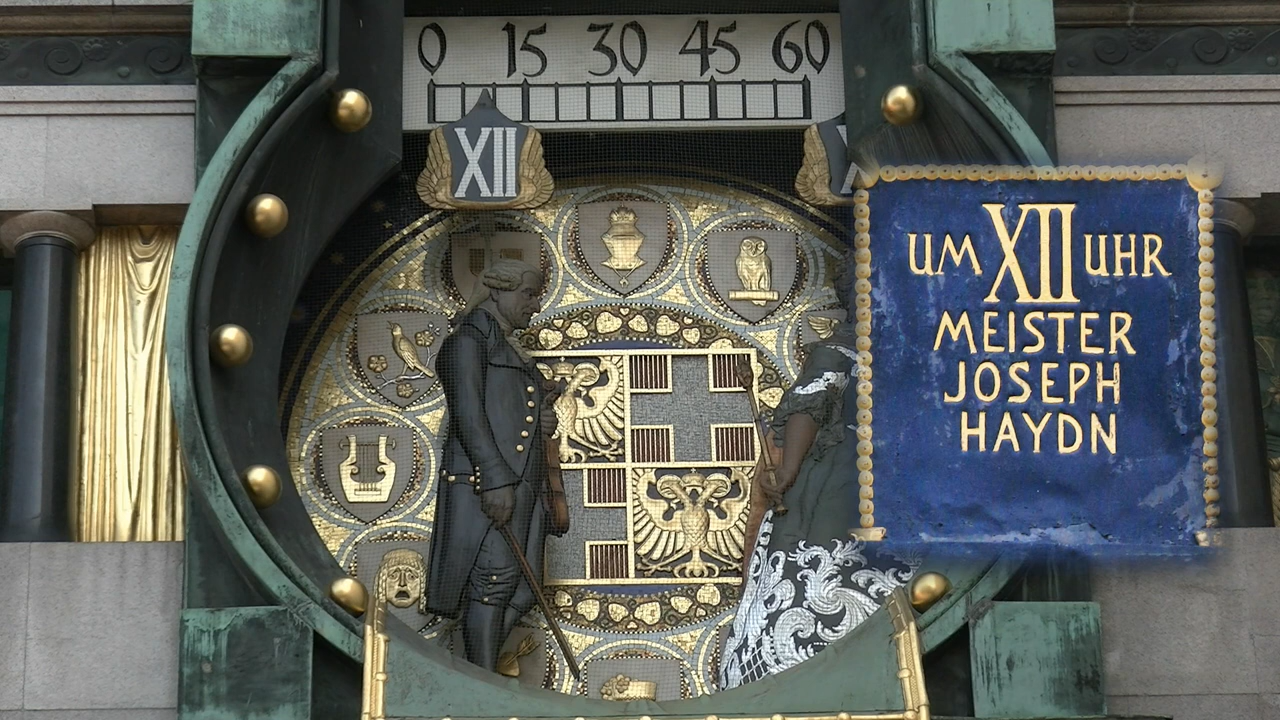 0 15 30 45 60
XII
UM XII UHR
MEISTER
JOSEPH
HAYDN